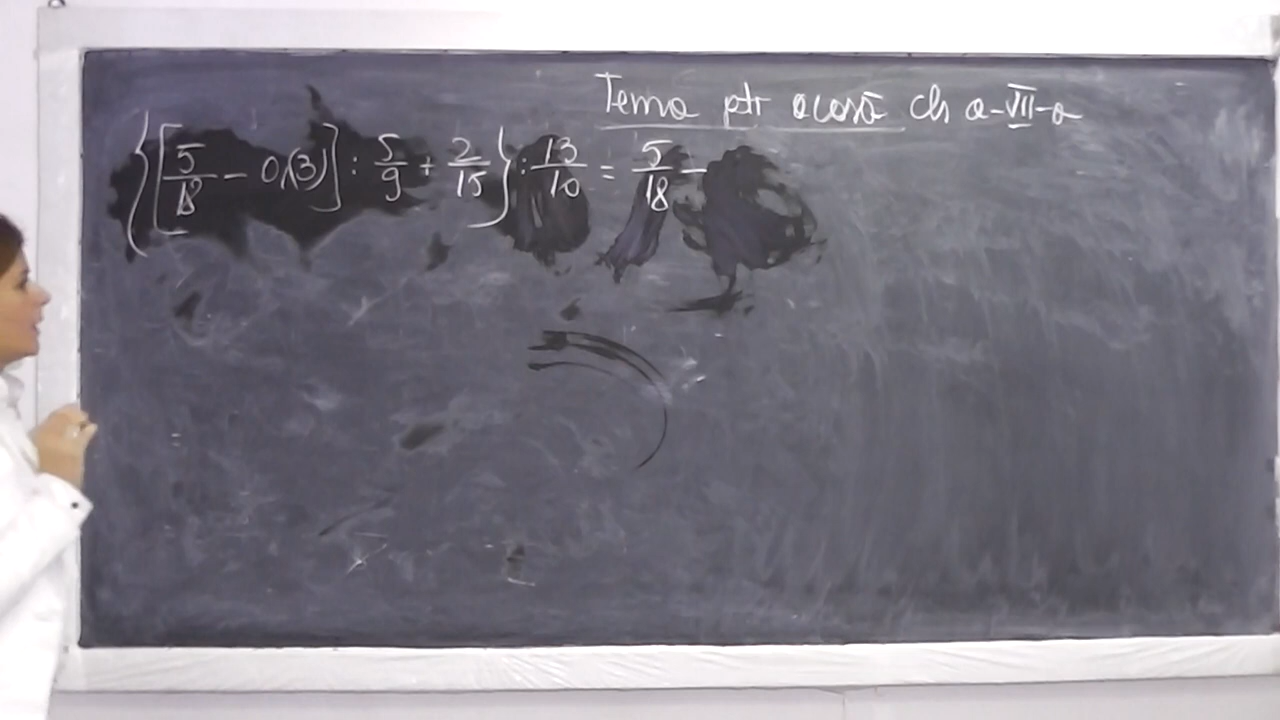 Tema ptr acasă cls a-VII-a
{[5/18 - 0,(3)] : 5/9 + 2/15} : 13/10 = 5/18 -